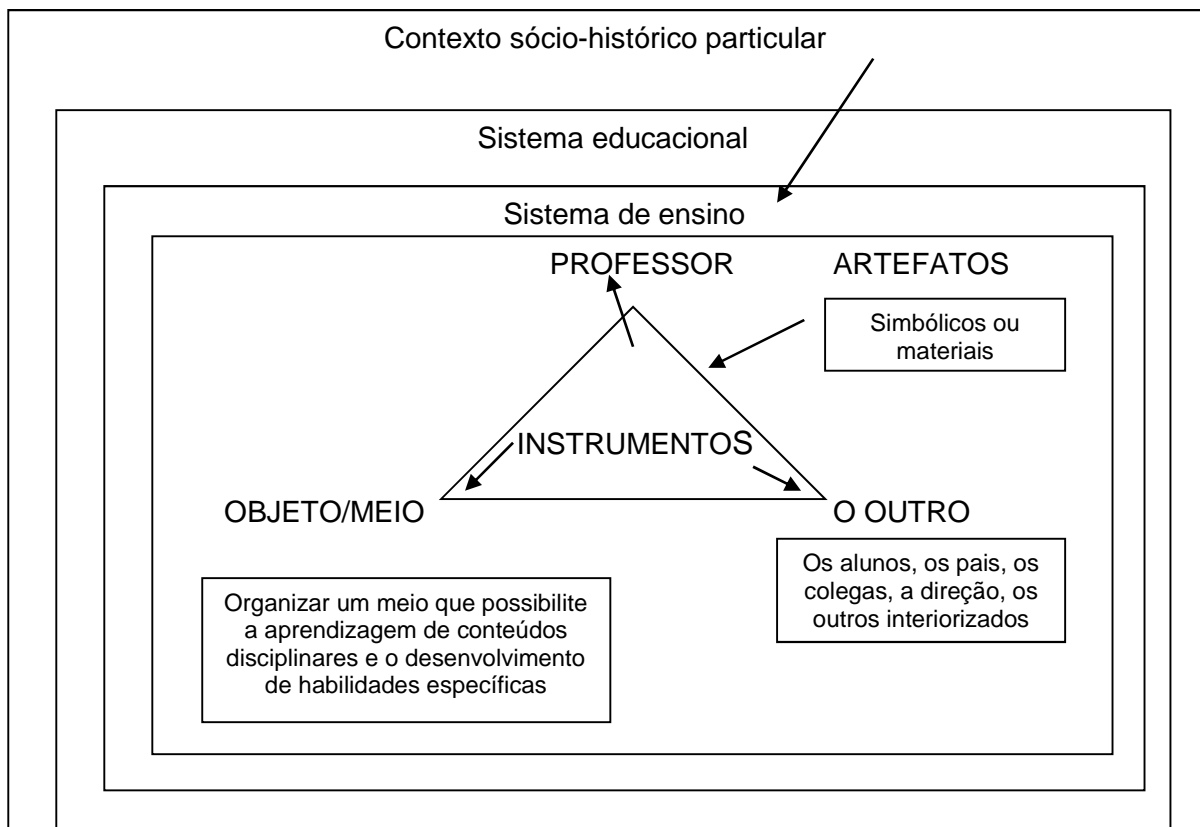 Contexto sócio-histórico particular
Sistema educacional
Sistema de ensino
PROFESSOR
ARTEFATOS
Simbólicos ou
materiais
INSTRUMENTOS
OBJETO/MEIO
O OUTRO
Os alunos, os pais, os
colegas, a direção, os
outros interiorizados
Organizar um meio que possibilite
a aprendizagem de conteúdos
disciplinares e o desenvolvimento
de habilidades específicas